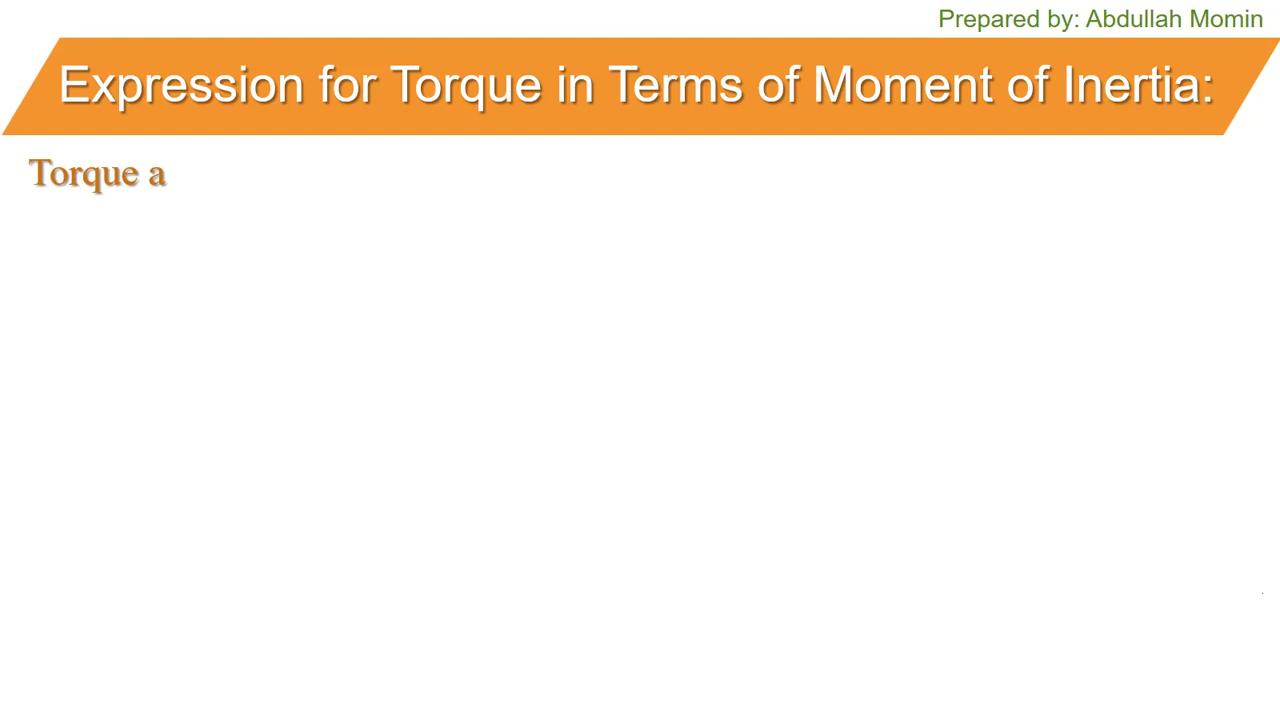 Prepared by: Abdullah Momin
Expression for Torque in Terms of Moment of Inertia:
Torque a